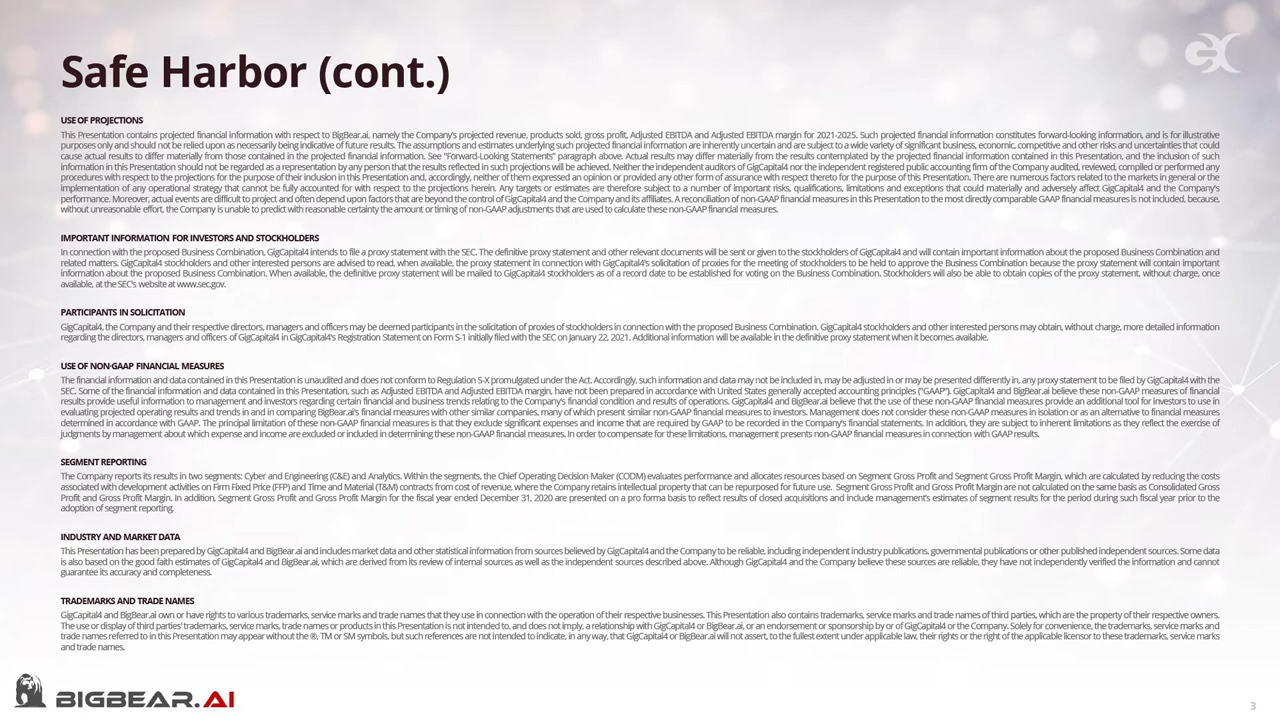 Safe Harbor (cont.)
USE OF PROJECTIONS
This Presentation contains projected financial information with respect to BigBear.ai, namely the Company's projected revenue, products sold, gross profit, Adjusted EBITDA and Adjusted EBITDA margin for 2021-2025. Such projected financial information constitutes forward-looking information, and is for illustrative
purposes only and should not be relied upon as necessarily being indicative of future results. The assumptions and estimates underlying such projected financial information are inherently uncertain and are subject to a wide variety of significant business, economic, competitive and other risks and uncertainties that could
cause actual results to differ materially from those contained in the projected financial information. See "Forward-Looking Statements" paragraph above. Actual results may differ materially from the results contemplated by the projected financial information contained in this Presentation, and the inclusion of such
information in this Presentation should not be regarded as a representation by any person that the results reflected in such projections will be achieved. Neither the independent auditors of GigCapital4 nor the independent registered public accounting firm of the Company audited, reviewed, compiled or performed any
procedures with respect to the projections for the purpose of their inclusion in this Presentation and, accordingly, neither of them expressed an opinion or provided any other form of assurance with respect thereto for the purpose of this Presentation. There are numerous factors related to the markets in general or the
implementation of any operational strategy that cannot be fully accounted for with respect to the projections herein. Any targets or estimates are therefore subject to a number of important risks, qualifications, limitations and exceptions that could materially and adversely affect GigCapital4 and the Company's
performance. Moreover, actual events are difficult to project and often depend upon factors that are beyond the control of GigCapital4 and the Company and its affiliates. A reconciliation of non-GAAP financial measures in this Presentation to the most directly comparable GAAP financial measures is not included, because,
without unreasonable effort, the Company is unable to predict with reasonable certainty the amount or timing of non-GAAP adjustments that are used to calculate these non-GAAP financial measures.
IMPORTANT INFORMATION FOR INVESTORS AND STOCKHOLDERS
In connection with the proposed Business Combination, GigCapital4 intends to file a proxy statement with the SEC. The definitive proxy statement and other relevant documents will be sent or given to the stockholders of GigCapital4 and will contain important information about the proposed Business Combination and
related matters. GigCapital4 stockholders and other interested persons are advised to read, when available, the proxy statement in connection with GigCapital4's solicitation of proxies for the meeting of stockholders to be held to approve the Business Combination because the proxy statement will contain important
information about the proposed Business Combination. When available, the definitive proxy statement will be mailed to GigCapital4 stockholders as of a record date to be established for voting on the Business Combination. Stockholders will also be able to obtain copies of the proxy statement, without charge, once
available, at the SEC's website at www.sec.gov.
PARTICIPANTS IN SOLICITATION
GigCapital4, the Company and their respective directors, managers and officers may be deemed participants in the solicitation of proxies of stockholders in connection with the proposed Business Combination. GigCapital4 stockholders and other interested persons may obtain, without charge, more detailed information
regarding the directors, managers and officers of GigCapital4 in GigCapital4's Registration Statement on Form S-1 initially filed with the SEC on January 22, 2021. Additional information will be available in the definitive proxy statement when it becomes available.
USE OF NON-GAAP FINANCIAL MEASURES
The financial information and data contained in this Presentation is unaudited and does not conform to Regulation S-X promulgated under the Act. Accordingly, such information and data may not be included in, may be adjusted in or may be presented differently in, any proxy statement to be filed by GigCapital4 with the
SEC. Some of the financial information and data contained in this Presentation, such as Adjusted EBITDA and Adjusted EBITDA margin, have not been prepared in accordance with United States generally accepted accounting principles ("GAAP"). GigCapital4 and BigBear.ai believe these non-GAAP measures of financial
results provide useful information to management and investors regarding certain financial and business trends relating to the Company's financial condition and results of operations. GigCapital4 and BigBear.ai believe that the use of these non-GAAP financial measures provide an additional tool for investors to use in
evaluating projected operating results and trends in and in comparing BigBear.ai's financial measures with other similar companies, many of which present similar non-GAAP financial measures to investors. Management does not consider these non-GAAP measures in isolation or as an alternative to financial measures
determined in accordance with GAAP. The principal limitation of these non-GAAP financial measures is that they exclude significant expenses and income that are required by GAAP to be recorded in the Company's financial statements. In addition, they are subject to inherent limitations as they reflect the exercise of
judgments by management about which expense and income are excluded or included in determining these non-GAAP financial measures. In order to compensate for these limitations, management presents non-GAAP financial measures in connection with GAAP results.
SEGMENT REPORTING
The Company reports its results in two segments: Cyber and Engineering (C&E) and Analytics. Within the segments, the Chief Operating Decision Maker (CODM) evaluates performance and allocates resources based on Segment Gross Profit and Segment Gross Profit Margin, which are calculated by reducing the costs
associated with development activities on Firm Fixed Price (FFP) and Time and Material (T&M) contracts from cost of revenue, where the Company retains intellectual property that can be repurposed for future use. Segment Gross Profit and Gross Profit Margin are not calculated on the same basis as Consolidated Gross
Profit and Gross Profit Margin. In addition, Segment Gross Profit and Gross Profit Margin for the fiscal year ended December 31, 2020 are presented on a pro forma basis to reflect results of closed acquisitions and include management's estimates of segment results for the period during such fiscal year prior to the
adoption of segment reporting.
INDUSTRY AND MARKET DATA
This Presentation has been prepared by GigCapital4 and BigBear.ai and includes market data and other statistical information from sources believed by GigCapital4 and the Company to be reliable, including independent industry publications, governmental publications or other published independent sources. Some data
is also based on the good faith estimates of GigCapital4 and BigBear.ai, which are derived from its review of internal sources as well as the independent sources described above. Although GigCapital4 and the Company believe these sources are reliable, they have not independently verified the information and cannot
guarantee its accuracy and completeness.
TRADEMARKS AND TRADE NAMES
GigCapital4 and BigBear.ai own or have rights to various trademarks, service marks and trade names that they use in connection with the operation of their respective businesses. This Presentation also contains trademarks, service marks and trade names of third parties, which are the property of their respective owners.
The use or display of third parties' trademarks, service marks, trade name or products in this Presentation is not intended to, and does not imply, a relationship with GigCapital4 or BigBear.ai, or an endorsement or sponsorship by or of GigCapital4 or the Company. Solely for convenience, the trademarks, service marks and
trade names referred to in this Presentation may appear without the ®, TM or SM symbols, but such references are not intended to indicate, in any way, that GigCapital4 or BigBear.ai will not assert, to the fullest extent under applicable law, their rights or the right of the applicable licensor to these trademarks, service marks
and trade names.
BIGBEAR.AI
3